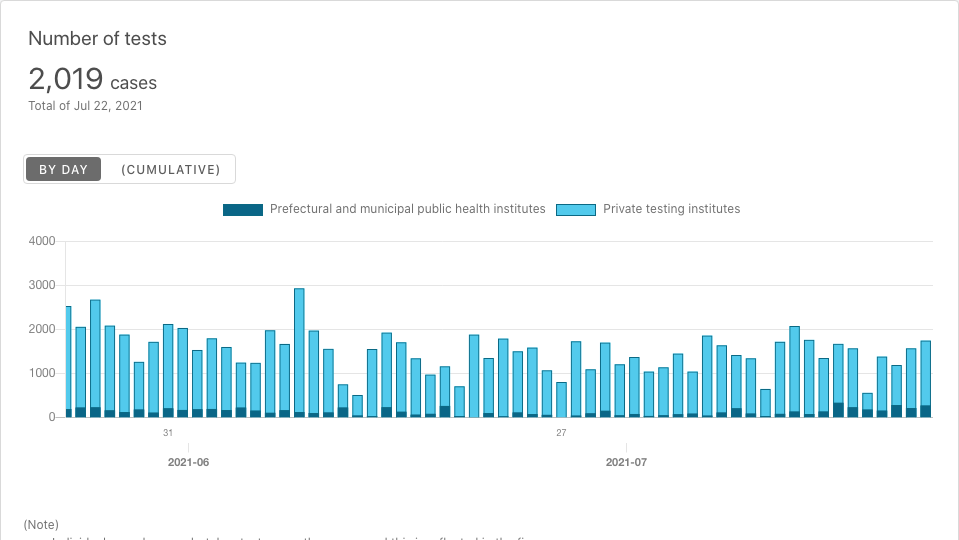 Number of tests
2,019 cases
Total of Jul 22, 2021
BY DAY (CUMULATIVE)
Prefectural and municipal public health institutes Private testing institutes
4000
3000
2000
1000
0
31 27
2021-06 2021-07
(Note)